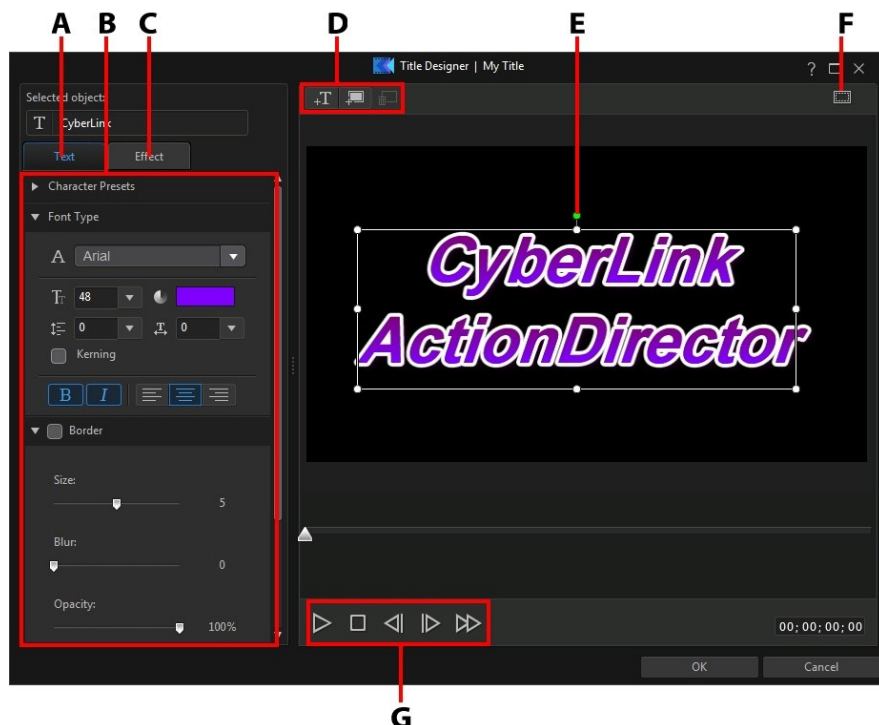 A B C D E F
Title Designer | My Title
?
Selected object:
+T
T CyberLink
Text Effect
Character Presets
Font Type
A Arial
TT 48
0 T 0
Kerning
B I
Border
Size:
5
Blur:
0
Opacity:
100%
CyberLink
ActionDirector
00;00;00;00
OK Cancel
G